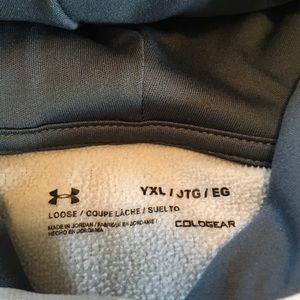 YXL / JTG / EG
LOOSE / COUPE LÂCHE / SUELTO
MADE IN JORDAN / FABRIQUÉ EN JORDANIE /
HECHO EN JORDANIA
COLDGEAR